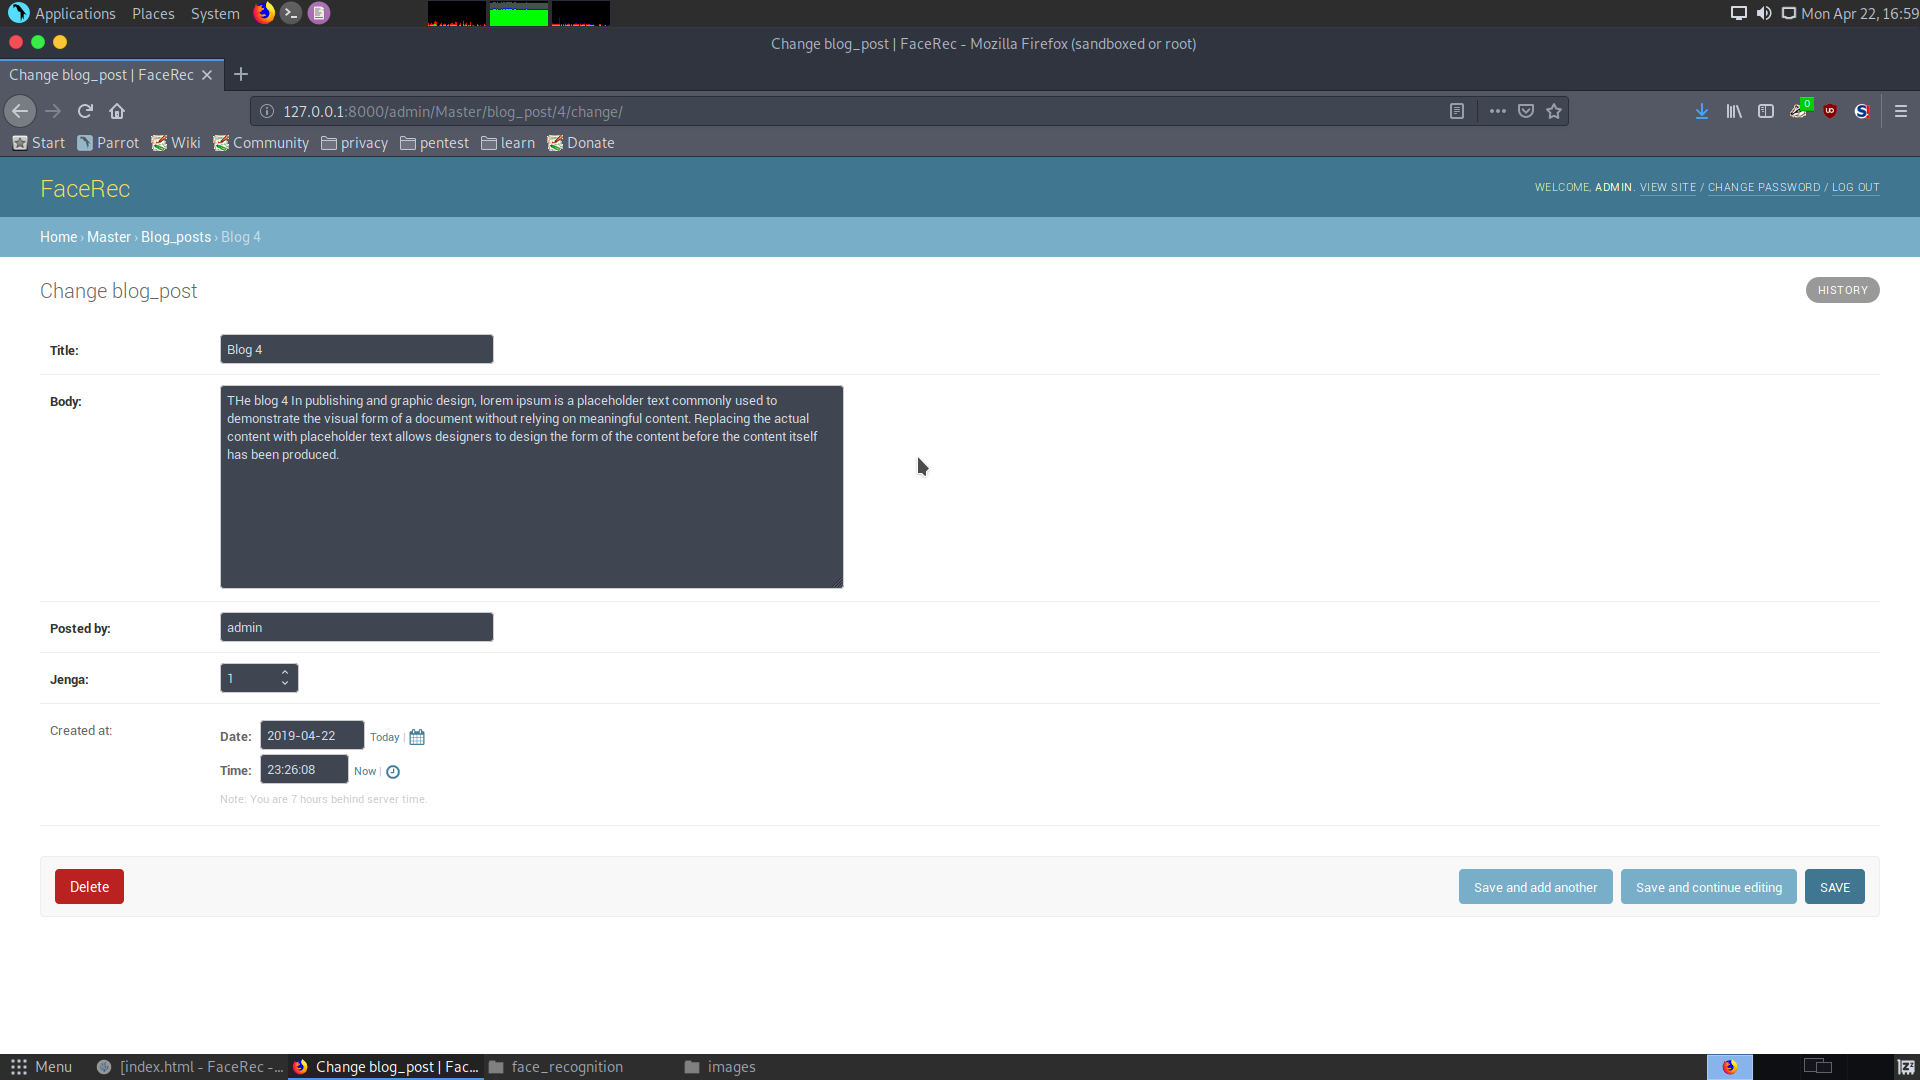 Applications Places System Mon Apr 22, 16:59
Change blog_post | FaceRec - Mozilla Firefox (sandboxed or root)
Change blog_post | FaceRec
127.0.0.1:8000/admin/Master/blog_post/4/change/ 0
Start Parrot Wiki Community privacy pentest learn Donate
FaceRec WELCOME, ADMIN. VIEW SITE / CHANGE PASSWORD / LOG OUT
Home › Master › Blog_posts › Blog 4
Change blog_post HISTORY
Title: Blog 4
Body: THe blog 4 In publishing and graphic design, lorem ipsum is a placeholder text commonly used to
demonstrate the visual form of a document without relying on meaningful content. Replacing the actual
content with placeholder text allows designers to design the form of the content before the content itself
has been produced.
Posted by: admin
Jenga: 1
Created at: Date: 2019-04-22 Today |
Time: 23:26:08 Now |
Note: You are 7 hours behind server time.
Delete Save and add another Save and continue editing SAVE
Menu [index.html - FaceRec -... Change blog_post | Fac... face_recognition images